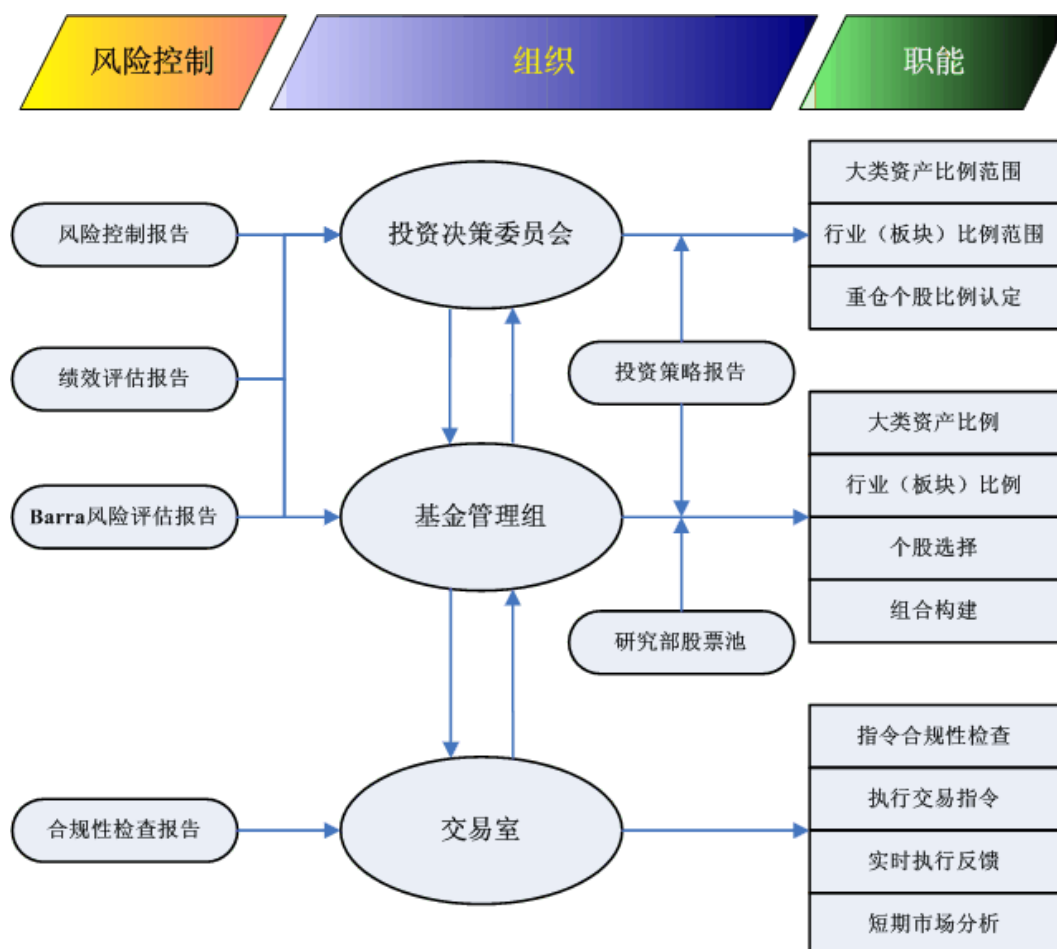 风险控制
组织
职能
大类资产比例范围
风险控制报告
投资决策委员会
行业（板块）比例范围
重仓个股比例认定
绩效评估报告
投资策略报告
大类资产比例
行业（板块）比例
Barra风险评估报告
基金管理组
个股选择
组合构建
研究部股票池
指令合规性检查
执行交易指令
合规性检查报告
交易室
实时执行反馈
短期市场分析